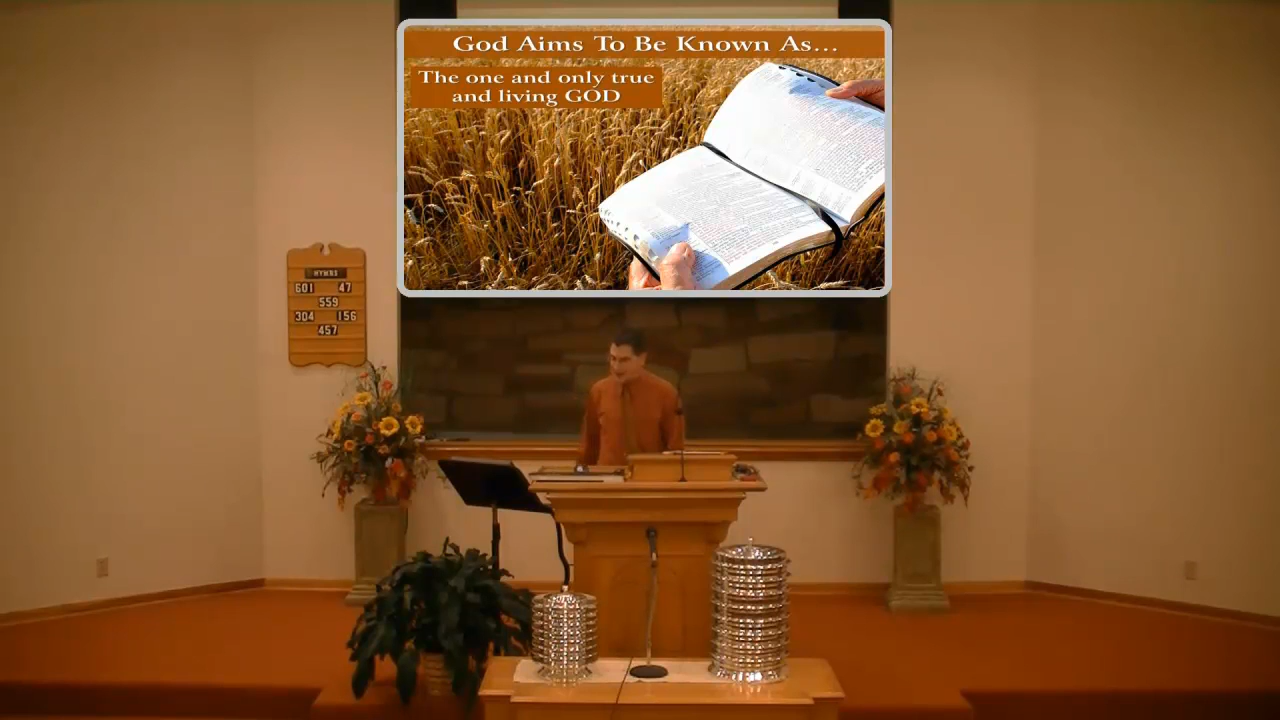 God Aims To Be Known As...
The one and only true
and living GOD
HYMNS
601 47
559
304 156
457